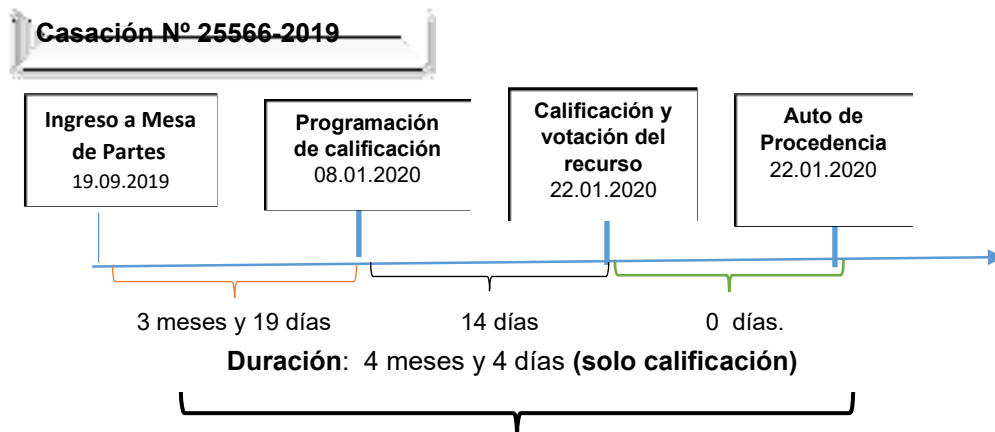 Casación Nº 25566-2019
Ingreso a Mesa
de Partes
19.09.2019
Programación
de calificación
08.01.2020
Calificación y
votación del
recurso
22.01.2020
Auto de
Procedencia
22.01.2020
3 meses y 19 días
14 días
0 días.
Duración: 4 meses y 4 días (solo calificación)